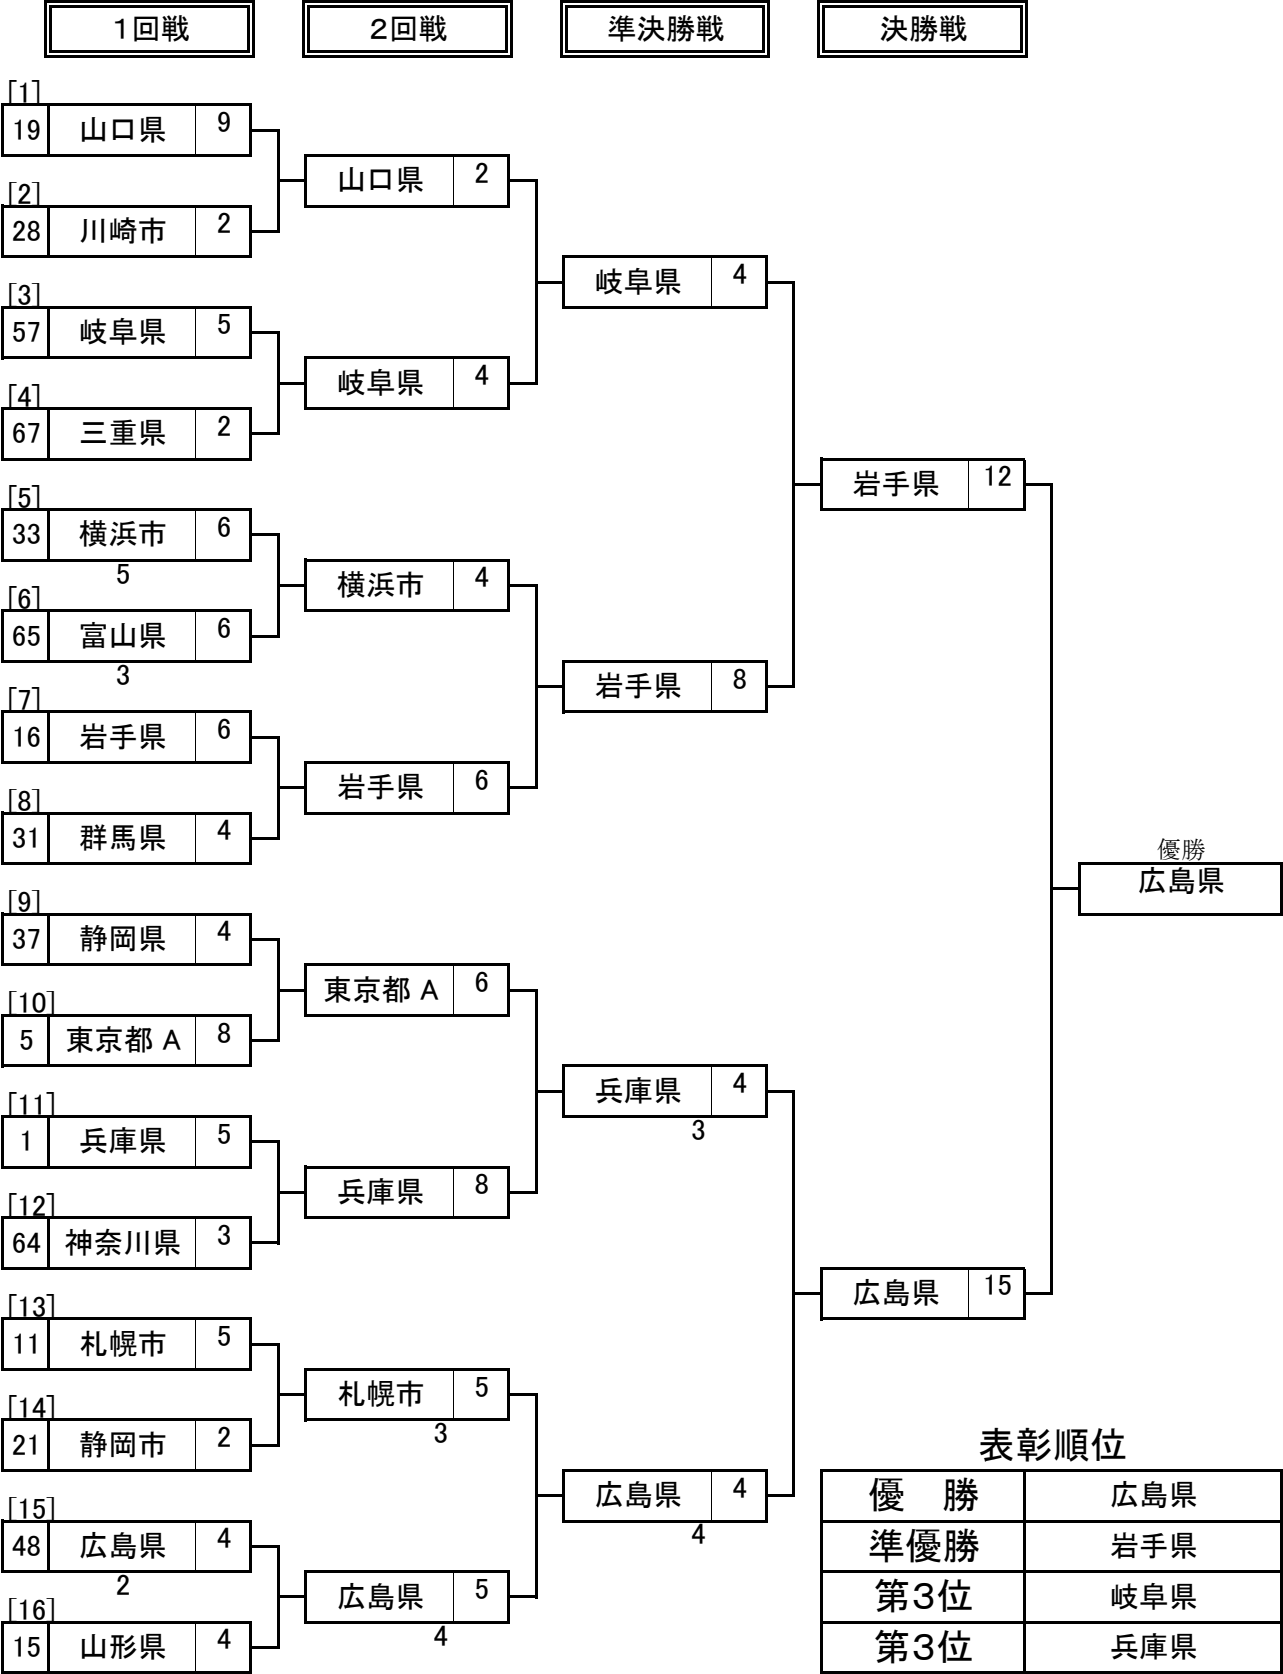 １回戦 ２回戦 準決勝戦 決勝戦
[1]
19 山口県 9
山口県 2
[2]
28 川崎市 2
岐阜県 4
[3]
57 岐阜県 5
岐阜県 4
[4]
67 三重県 2
岩手県 12
[5]
33 横浜市 6
5
横浜市 4
[6]
65 富山県 6
3
岩手県 8
[7]
16 岩手県 6
岩手県 6
[8]
31 群馬県 4
優勝
広島県
[9]
37 静岡県 4
東京都 A 6
[10]
5 東京都 A 8
兵庫県 4
3
[11]
1 兵庫県 5
兵庫県 8
[12]
64 神奈川県 3
広島県 15
[13]
11 札幌市 5
札幌市 5
3
[14]
21 静岡市 2
広島県 4
4
[15]
48 広島県 4
2
広島県 5
4
[16]
15 山形県 4
表彰順位
優　勝 広島県
準優勝 岩手県
第３位 岐阜県
第３位 兵庫県